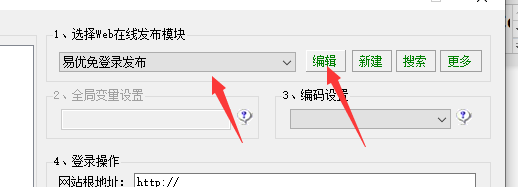 1、选择Web在线发布模块
易优免登录发布 编辑 新建 搜索 更多
2、全局变量设置 3、编码设置
4、登录操作
网站根地址： http://